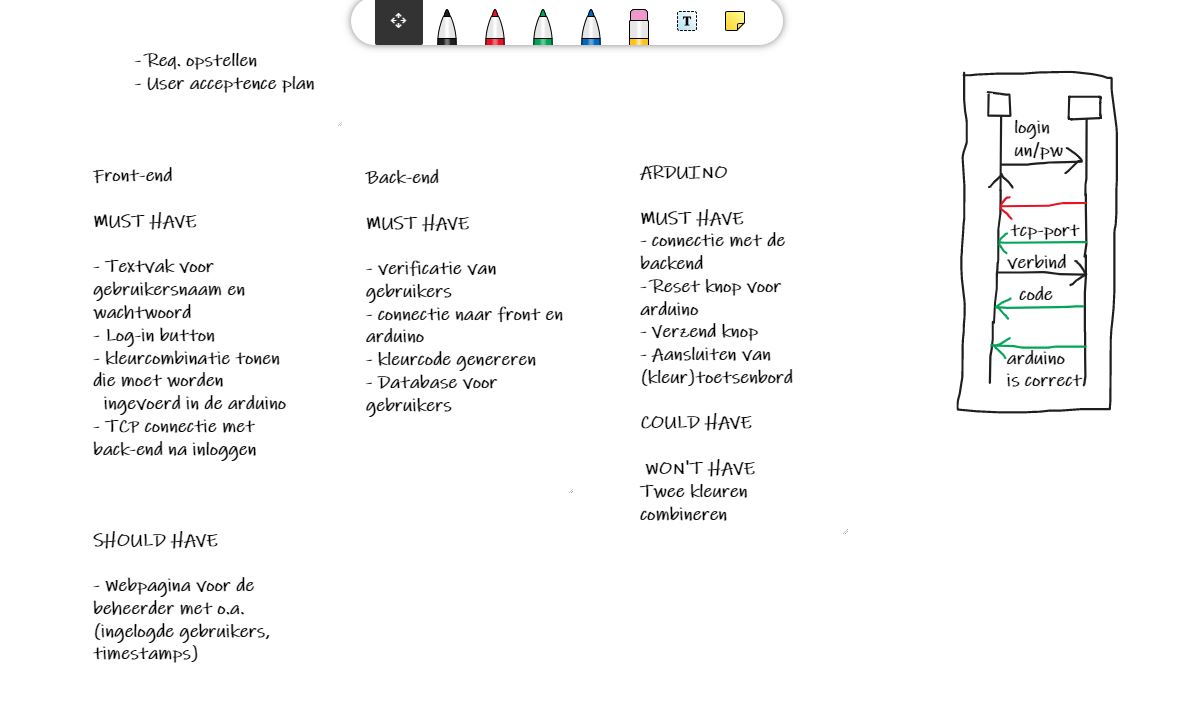 T
- Req. opstellen
- User acceptence plan
Front-end
MUST HAVE
- Textvak voor
gebruikersnaam en
wachtwoord
- Log-in button
- kleurcombinatie tonen
die moet worden
ingevoerd in de arduino
- TCP connectie met
back-end na inloggen
SHOULD HAVE
- Webpagina voor de
beheerder met o.a.
(ingelogde gebruikers,
timestamps)
Back-end
MUST HAVE
- verificatie van
gebruikers
- connectie naar front en
arduino
- kleurcode genereren
- Database voor
gebruikers
ARDUINO
MUST HAVE
- connectie met de
backend
- Reset knop voor
arduino
- Verzend knop
- Aansluiten van
(kleur)toetsenbord
COULD HAVE
WON'T HAVE
Twee kleuren
combineren
login
un/pw
tcp-port
verbind
code
arduino
is correct